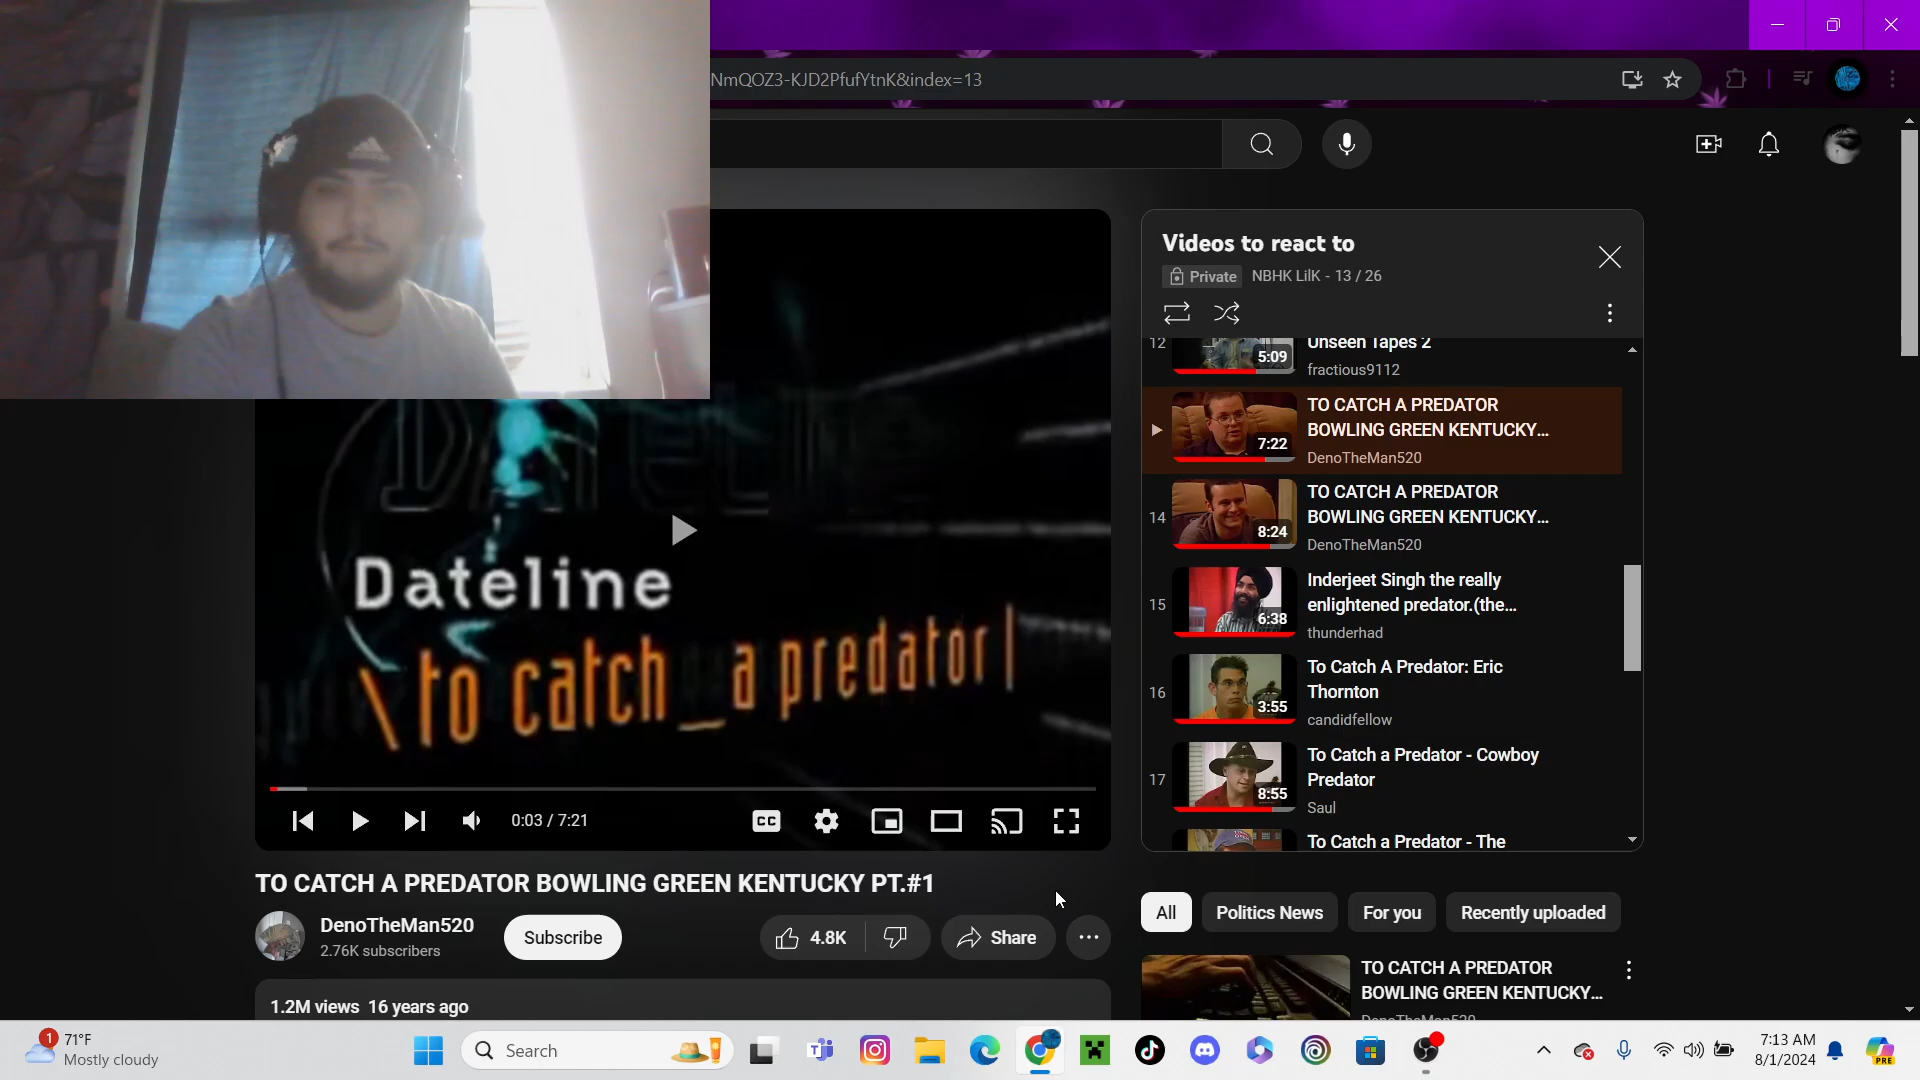 NmQOZ3-KJD2PfufYtnK&index=13
Videos to react to
Private NBHK LilK - 13 / 26
12
5:09
Unseen Tapes 2
fractious9112
7:22
TO CATCH A PREDATOR
BOWLING GREEN KENTUCKY...
DenoTheMan520
14
8:24
TO CATCH A PREDATOR
BOWLING GREEN KENTUCKY...
DenoTheMan520
15
6:38
Inderjeet Singh the really
enlightened predator.(the...
thunderhad
16
3:55
To Catch A Predator: Eric
Thornton
candidfellow
17
8:55
To Catch a Predator - Cowboy
Predator
Saul
To Catch a Predator - The
DATELINE
Dateline
\to catch_a predator|
0:03 / 7:21
CC
TO CATCH A PREDATOR BOWLING GREEN KENTUCKY PT.#1
DenoTheMan520
2.76K subscribers
Subscribe
4.8K
Share
1.2M views 16 years ago
All
Politics News
For you
Recently uploaded
TO CATCH A PREDATOR
BOWLING GREEN KENTUCKY...
DenoTheMan520
1
71°F
Mostly cloudy
Search
7:13 AM
8/1/2024
PRE